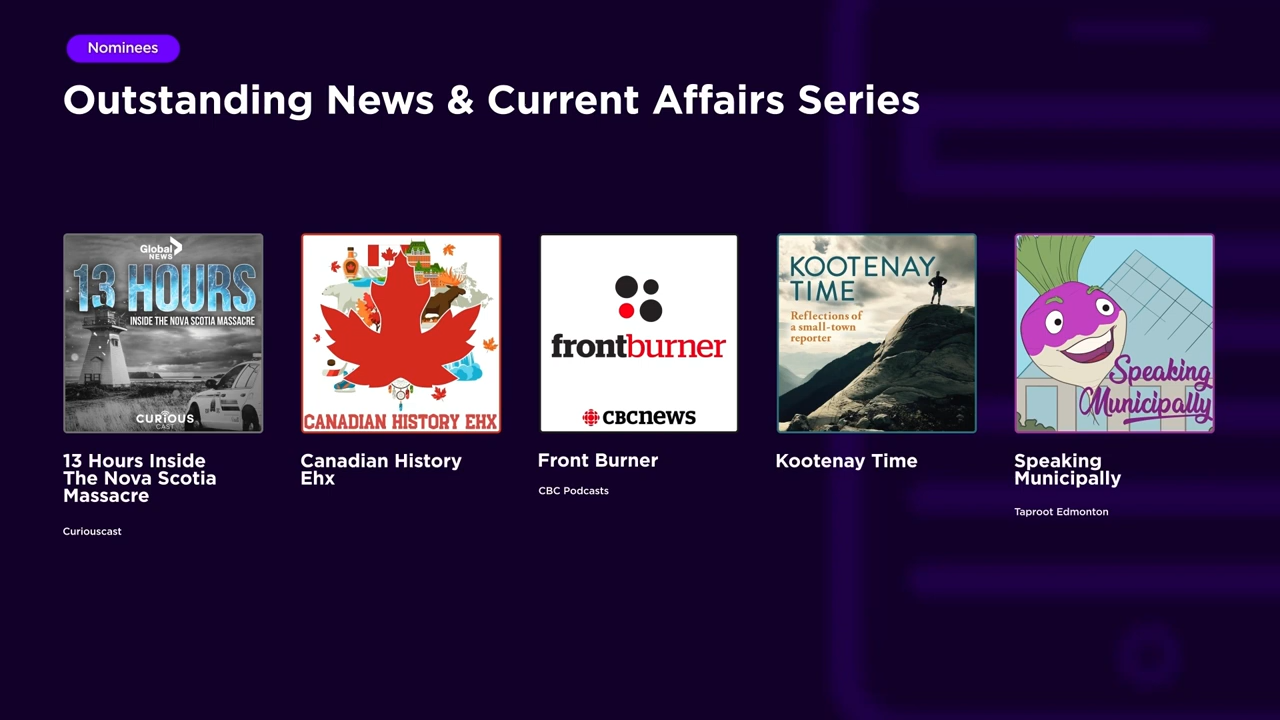 Nominees
Outstanding News & Current Affairs Series
Global
NEWS
13 HOURS
INSIDE THE NOVA SCOTIA MASSACRE
CURIOUS
CAST
13 Hours Inside
The Nova Scotia
Massacre
Curiouscast
CANADIAN HISTORY EHX
Canadian History
Ehx
frontburner
CBCnews
Front Burner
CBC Podcasts
KOOTENAY
TIME
Reflections of
a small-town
reporter
Kootenay Time
Speaking
Municipally
Speaking
Municipally
Taproot Edmonton